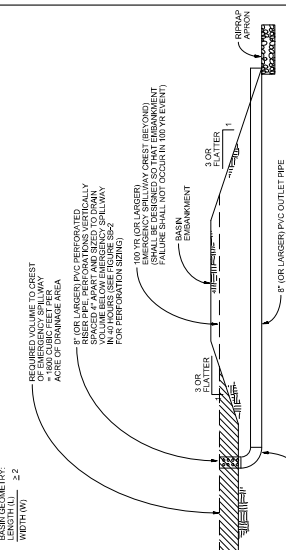 BASIN GEOMETRY:
LENGTH (L)
WIDTH (W)
≥ 2
REQUIRED VOLUME TO CREST
OF EMERGENCY SPILLWAY
= 1800 CUBIC FEET PER
ACRE OF DRAINAGE AREA
8" (OR LARGER) PVC PERFORATED
RISER PIPE, PERFORATIONS VERTICALLY
SPACED 4" APART AND SIZED TO DRAIN
VOLUME BELOW EMERGENCY SPILLWAY
IN 40 HOURS (SEE FIGURE SB-2
FOR PERFORATION SIZING)
100 YR (OR LARGER)
EMERGENCY SPILLWAY CREST (BEYOND)
(SHALL BE DESIGNED SO THAT EMBANKMENT
FAILURE SHALL NOT OCCUR IN 100 YR EVENT)
BASIN
EMBANKMENT
3 OR
FLATTER
1
3 OR
FLATTER
1
RIPRAP
APRON
8" (OR LARGER) PVC OUTLET PIPE